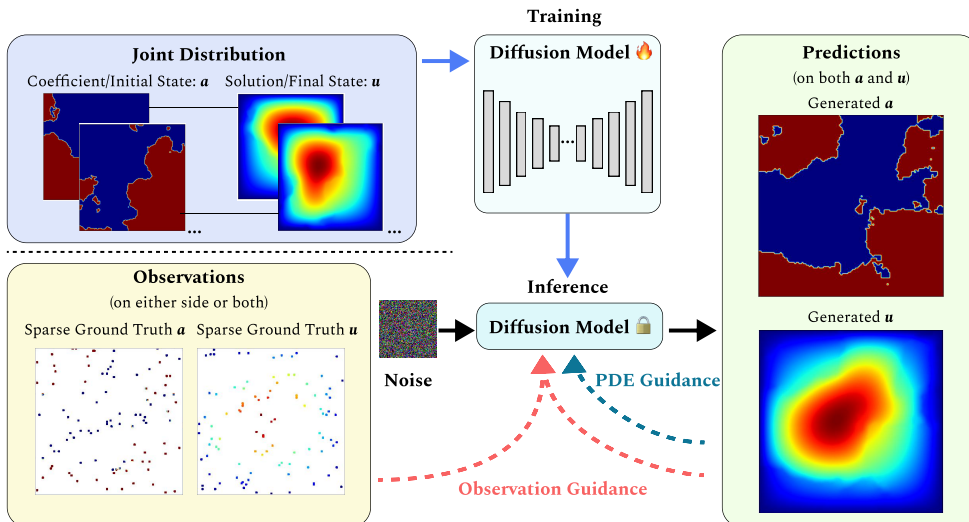 Training
Joint Distribution
Coefficient/Initial State: a
Solution/Final State: u
...
...
Diffusion Model
...
Predictions
(on both a and u)
Generated a
Generated u
Observations
(on either side or both)
Sparse Ground Truth a
Sparse Ground Truth u
Noise
Inference
Diffusion Model
PDE Guidance
Observation Guidance